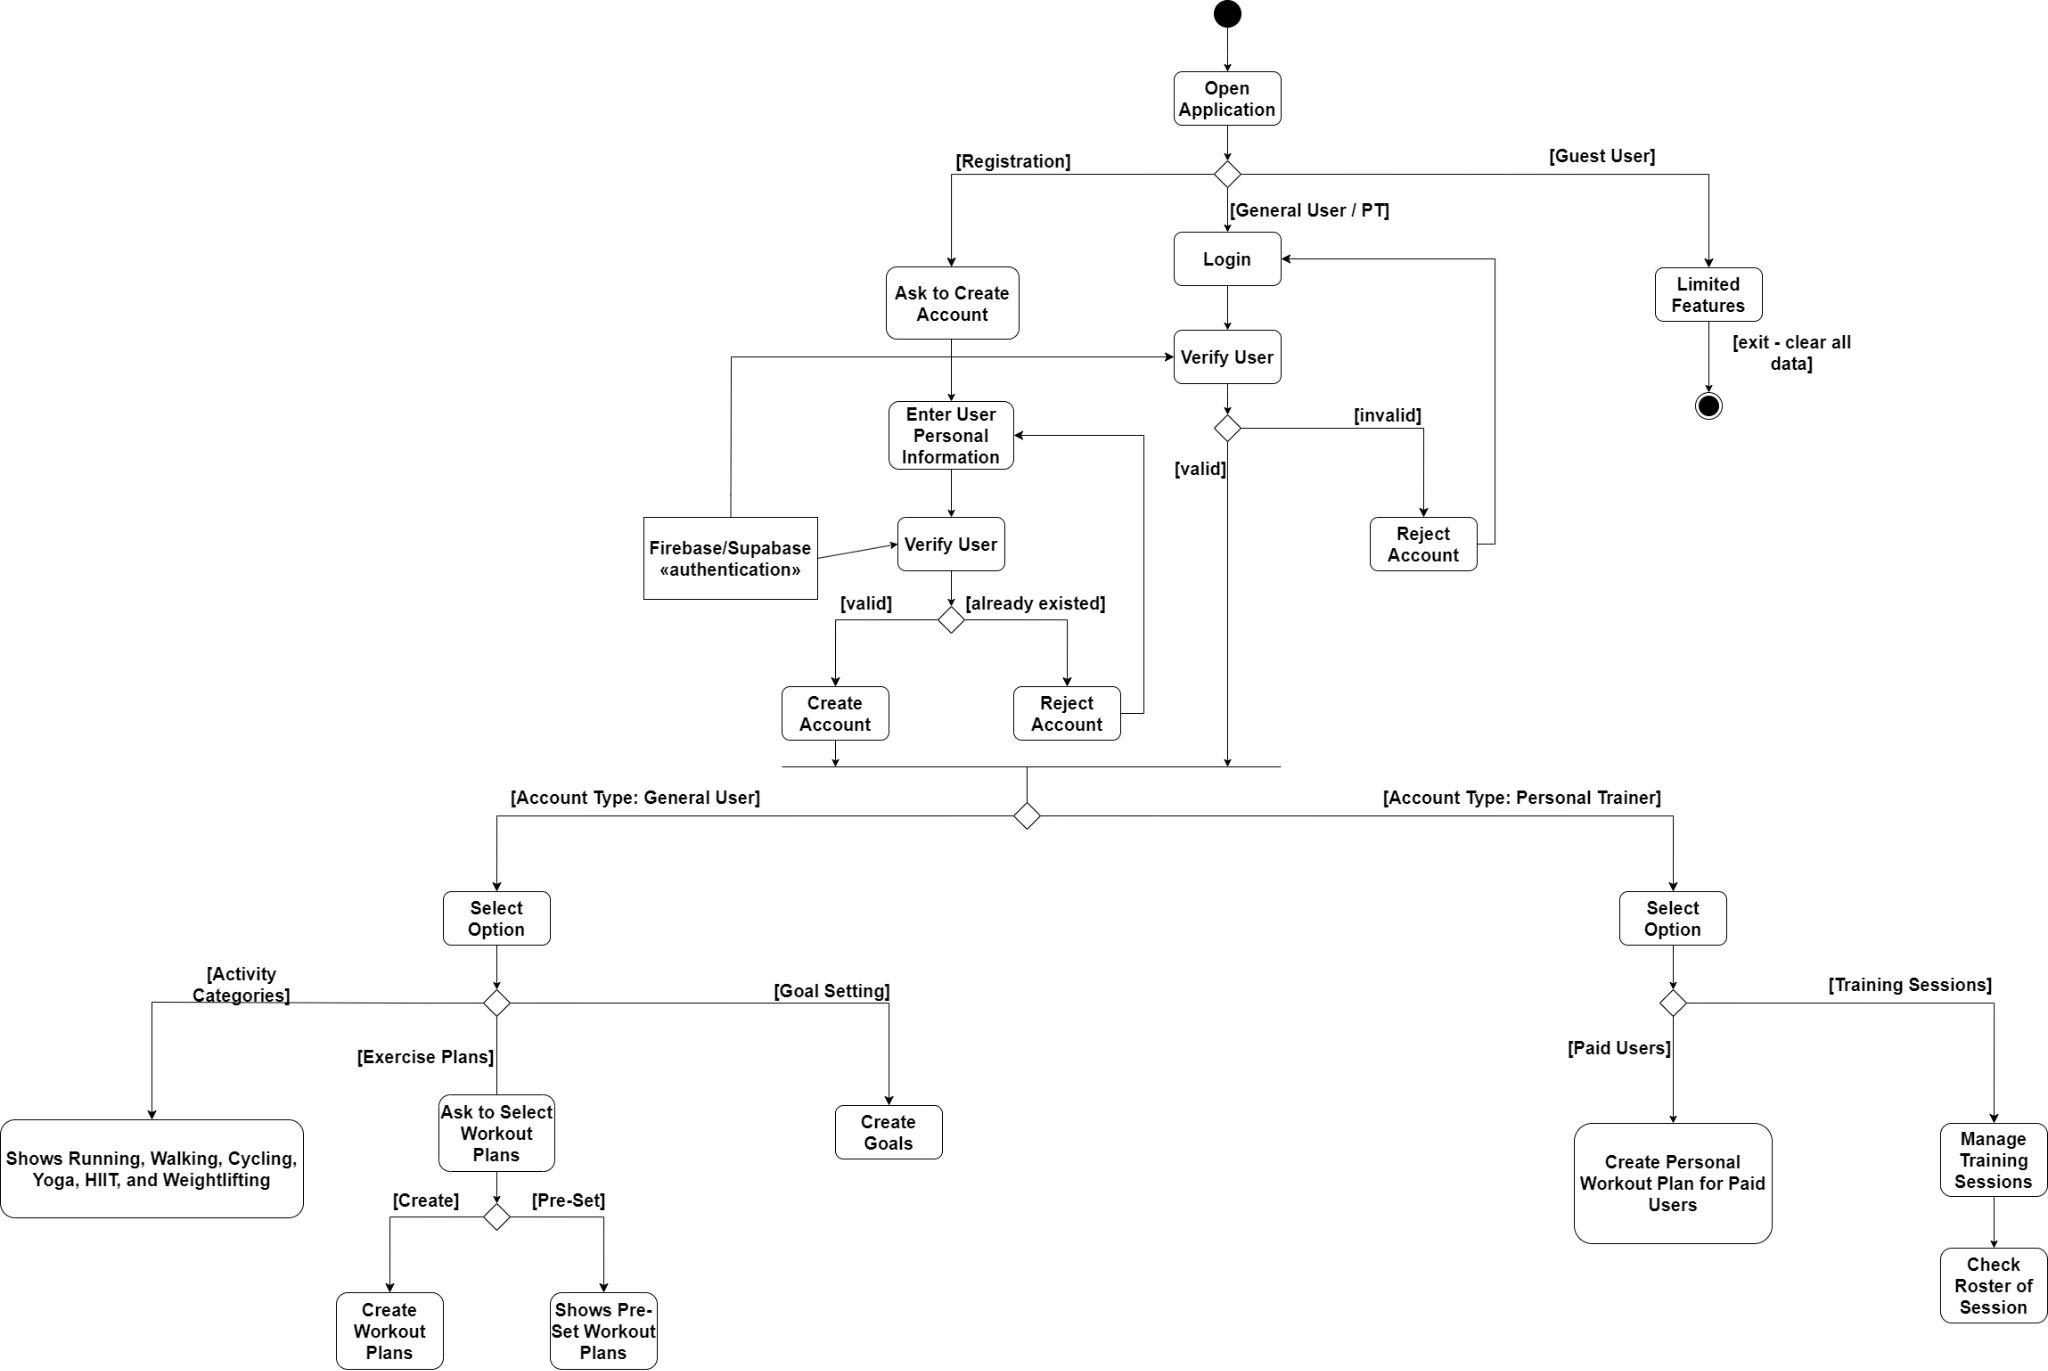 Open
Application
[Registration]
[Guest User]
[General User / PT]
Login
Ask to Create
Account
Limited
Features
[exit - clear all
data]
Verify User
Enter User
Personal
Information
[invalid]
[valid]
Firebase/Supabase
«authentication»
Verify User
Reject
Account
[valid]
[already existed]
Create
Account
Reject
Account
[Account Type: General User]
[Account Type: Personal Trainer]
Select
Option
Select
Option
[Activity
Categories]
[Goal Setting]
[Training Sessions]
[Exercise Plans]
[Paid Users]
Shows Running, Walking, Cycling,
Yoga, HIIT, and Weightlifting
Ask to Select
Workout
Plans
Create
Goals
Create Personal
Workout Plan for Paid
Users
Manage
Training
Sessions
[Create]
[Pre-Set]
Check
Roster of
Session
Create
Workout
Plans
Shows Pre-
Set Workout
Plans